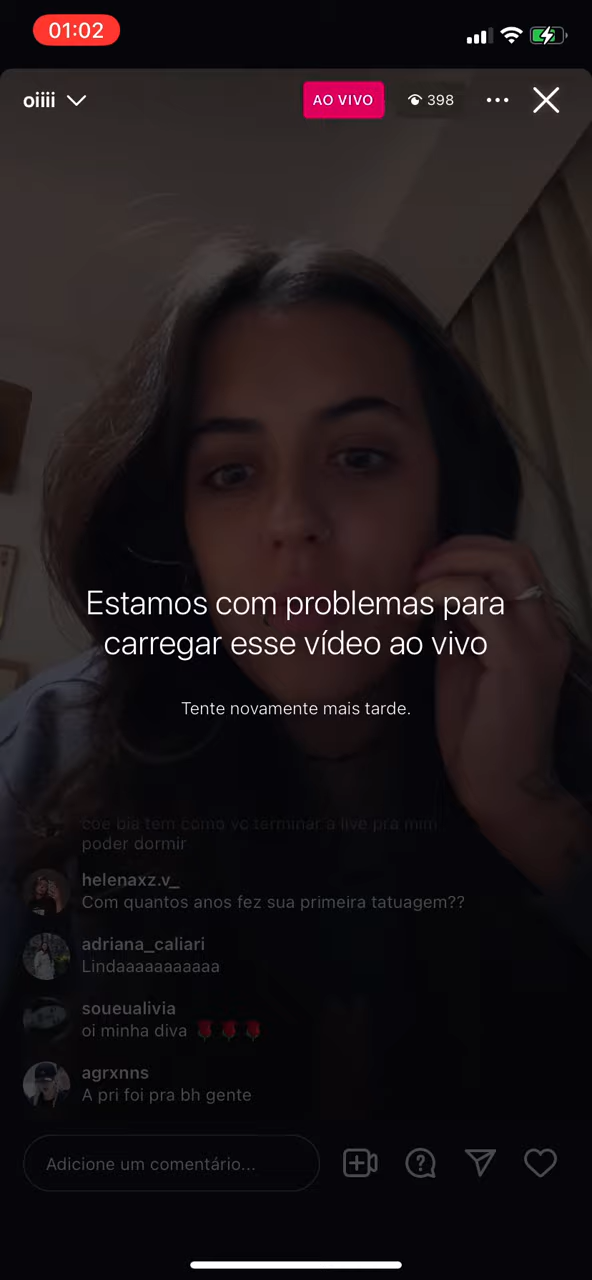 01:02
oiiii
AO VIVO
398
Estamos com problemas para
carregar esse vídeo ao vivo
Tente novamente mais tarde.
coe bia tem como vc terminar a live pra mim
poder dormir
helenaxz.v_
Com quantos anos fez sua primeira tatuagem??
adriana_caliari
Lindaaaaaaaaaaa
soueualivia
oi minha diva 🌹🌹🌹
agrxnns
A pri foi pra bh gente
Adicione um comentário...